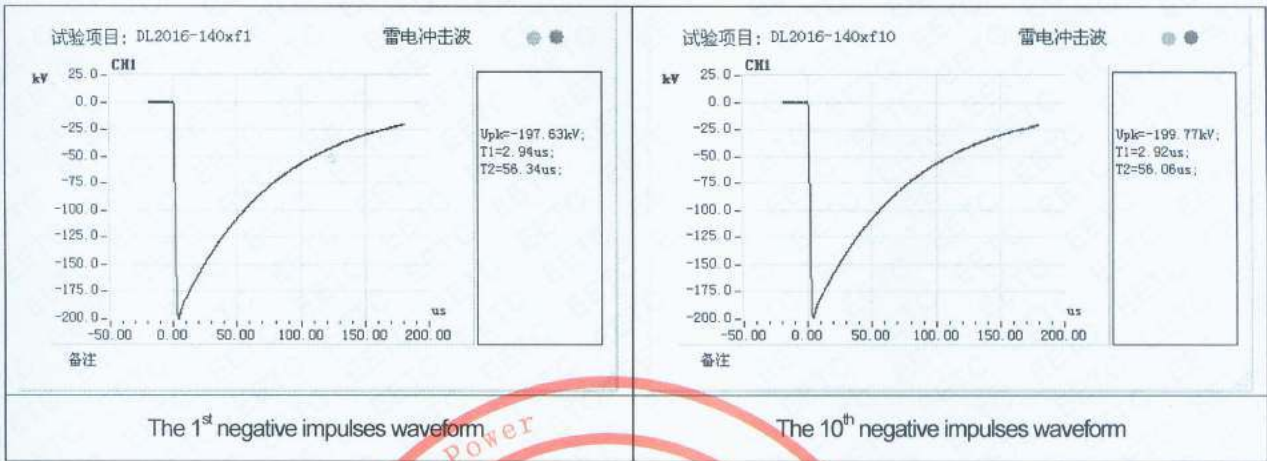 试验项目: DL2016-140xf1 雷电冲击波
kV CH1
25.0
0.0
-25.0
-50.0
-75.0
-100.0
-125.0
-150.0
-175.0
-200.0
-50.00 0.00 50.00 100.00 150.00 200.00
us
Upk=-197.63kV;
T1=2.94us;
T2=56.34us;
备注
The 1st negative impulses waveform
试验项目: DL2016-140xf10 雷电冲击波
kV CH1
25.0
0.0
-25.0
-50.0
-75.0
-100.0
-125.0
-150.0
-175.0
-200.0
-50.00 0.00 50.00 100.00 150.00 200.00
us
Upk=-199.77kV;
T1=2.92us;
T2=56.06us;
备注
The 10th negative impulses waveform
Power